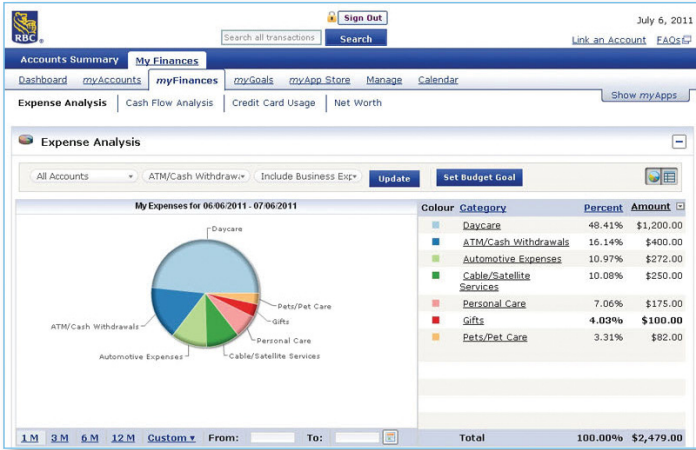 RBC
Sign Out
July 6, 2011
Search all transactions Search
Link an Account FAQs
Accounts Summary My Finances
Dashboard myAccounts myFinances myGoals myApp Store Manage Calendar
Expense Analysis Cash Flow Analysis Credit Card Usage Net Worth
Show myApps
Expense Analysis
All Accounts ATM/Cash Withdraw Include Business Exp Update Set Budget Goal
My Expenses for 06/06/2011 - 07/06/2011
Daycare
Pets/Pet Care
Gifts
ATM/Cash Withdrawals
Personal Care
Automotive Expenses
Cable/Satellite Services
Colour Category Percent Amount
Daycare 48.41% $1,200.00
ATM/Cash Withdrawals 16.14% $400.00
Automotive Expenses 10.97% $272.00
Cable/Satellite
Services 10.08% $250.00
Personal Care 7.06% $175.00
Gifts 4.03% $100.00
Pets/Pet Care 3.31% $82.00
1 M 3 M 6 M 12 M Custom From: To:
Total 100.00% $2,479.00